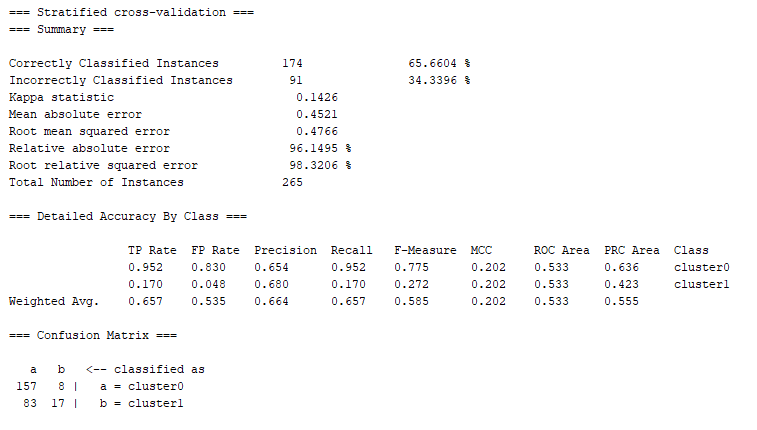 === Stratified cross-validation ===
=== Summary ===
Correctly Classified Instances 174 65.6604 %
Incorrectly Classified Instances 91 34.3396 %
Kappa statistic 0.1426
Mean absolute error 0.4521
Root mean squared error 0.4766
Relative absolute error 96.1495 %
Root relative squared error 98.3206 %
Total Number of Instances 265
=== Detailed Accuracy By Class ===
TP Rate FP Rate Precision Recall F-Measure MCC ROC Area PRC Area Class
0.952 0.830 0.654 0.952 0.775 0.202 0.533 0.636 cluster0
0.170 0.048 0.680 0.170 0.272 0.202 0.533 0.423 cluster1
Weighted Avg. 0.657 0.535 0.664 0.657 0.585 0.202 0.533 0.555
=== Confusion Matrix ===
a b <-- classified as
157 8 | a = cluster0
83 17 | b = cluster1